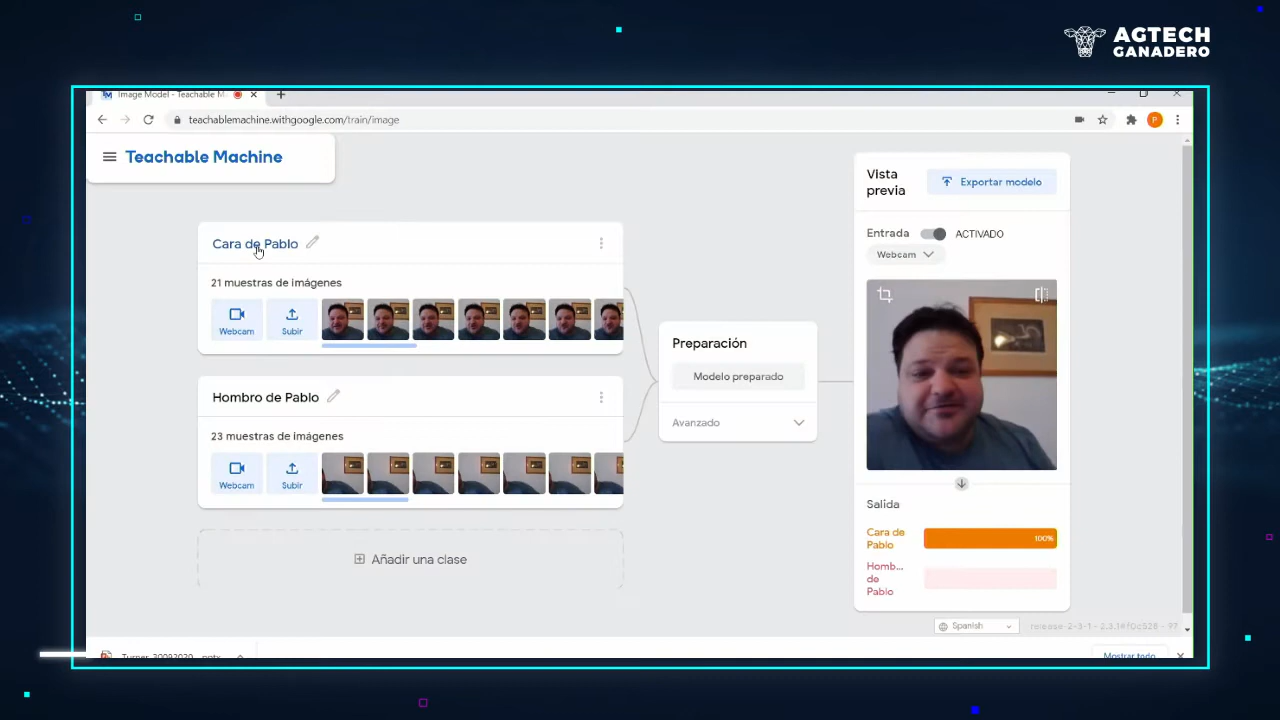 AGTECH
GANADERO
Image Model - Teachable M
teachablemachine.withgoogle.com/train/image
P
Teachable Machine
Cara de Pablo
21 muestras de imágenes
Webcam
Subir
Hombro de Pablo
23 muestras de imágenes
Webcam
Subir
Añadir una clase
Preparación
Modelo preparado
Avanzado
Vista
previa
Exportar modelo
Entrada
ACTIVADO
Webcam
Salida
Cara de
Pablo
100%
Homb...
de
Pablo
Spanish
Turner_30092020_.pptx
Mostrar todo